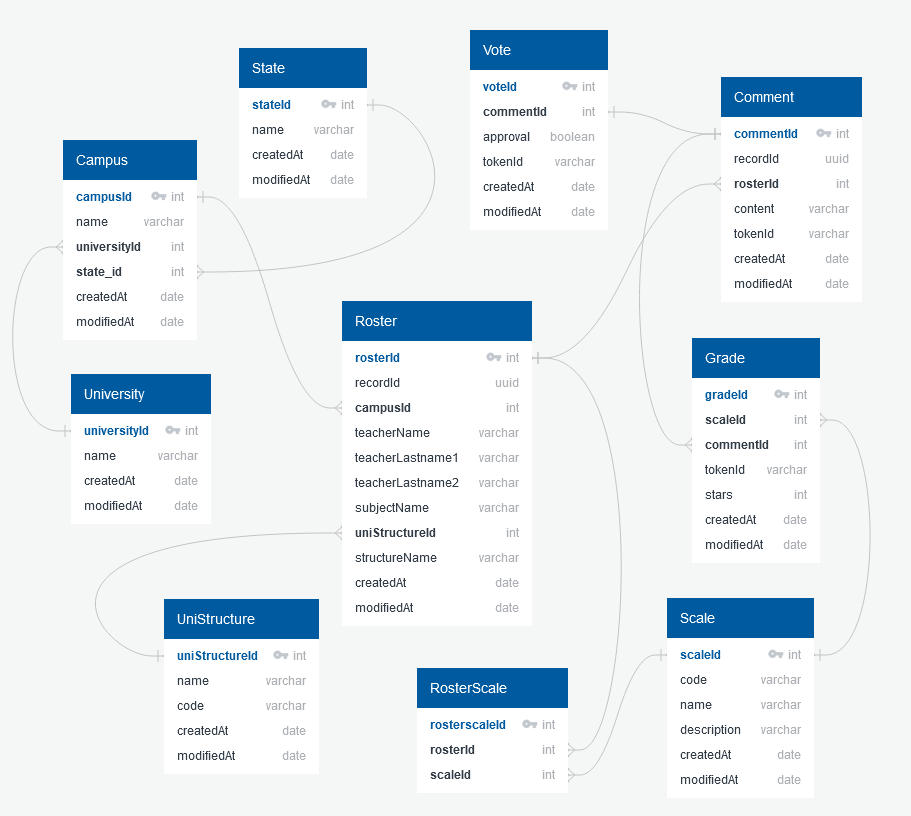 State
stateId int
name varchar
createdAt date
modifiedAt date
Vote
voteId int
commentId int
approval boolean
tokenId varchar
createdAt date
modifiedAt date
Comment
commentId int
recordId uuid
rosterId int
content varchar
tokenId varchar
createdAt date
modifiedAt date
Campus
campusId int
name varchar
universityId int
state_id int
createdAt date
modifiedAt date
Roster
rosterId int
recordId uuid
campusId int
teacherName varchar
teacherLastname1 varchar
teacherLastname2 varchar
subjectName varchar
uniStructureId int
structureName varchar
createdAt date
modifiedAt date
Grade
gradeId int
scaleId int
commentId int
tokenId varchar
stars int
createdAt date
modifiedAt date
University
universityId int
name varchar
createdAt date
modifiedAt date
UniStructure
uniStructureId int
name varchar
code varchar
createdAt date
modifiedAt date
RosterScale
rosterscaleId int
rosterId int
scaleId int
Scale
scaleId int
code varchar
name varchar
description varchar
createdAt date
modifiedAt date